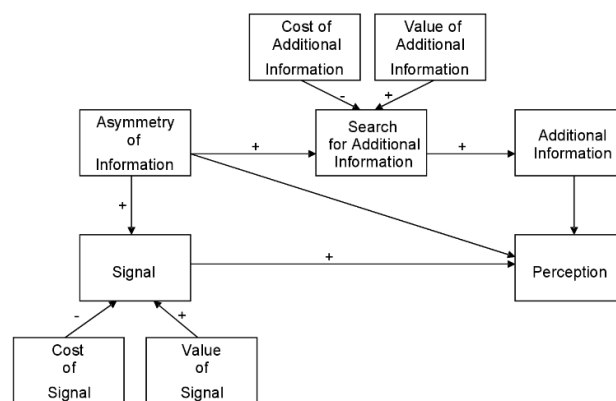 Cost of
Additional
Information
Value of
Additional
Information
-
+
Asymmetry
of
Information
+
Search
for Additional
Information
+
Additional
Information
+
Signal
+
Perception
-
+
Cost
of
Signal
Value
of
Signal